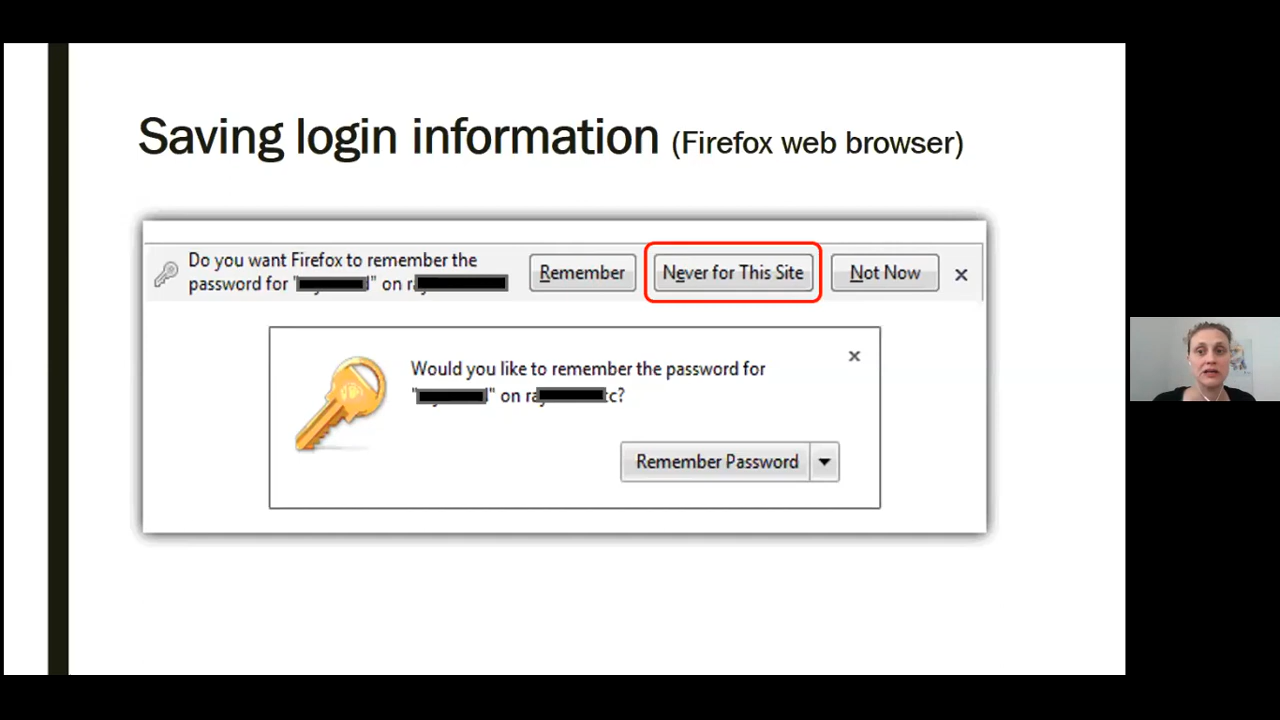 Saving login information (Firefox web browser)
Do you want Firefox to remember the
password for " " on
Remember
Never for This Site
Not Now
Would you like to remember the password for
" " on ?
Remember Password